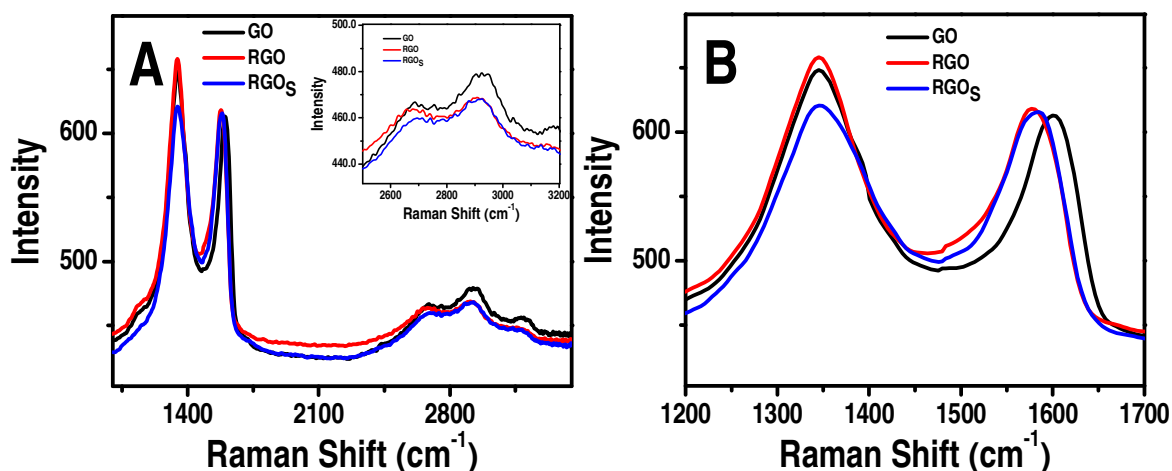 A
GO
RGO
RGOS
Intensity
600
500
1400
2100
2800
Raman Shift (cm-1)
500.0
480.0
460.0
440.0
Intensity
GO
RGO
RGOS
2600
2800
3000
3200
Raman Shift (cm-1)
B
GO
RGO
RGOS
Intensity
600
500
1200
1300
1400
1500
1600
1700
Raman Shift (cm-1)